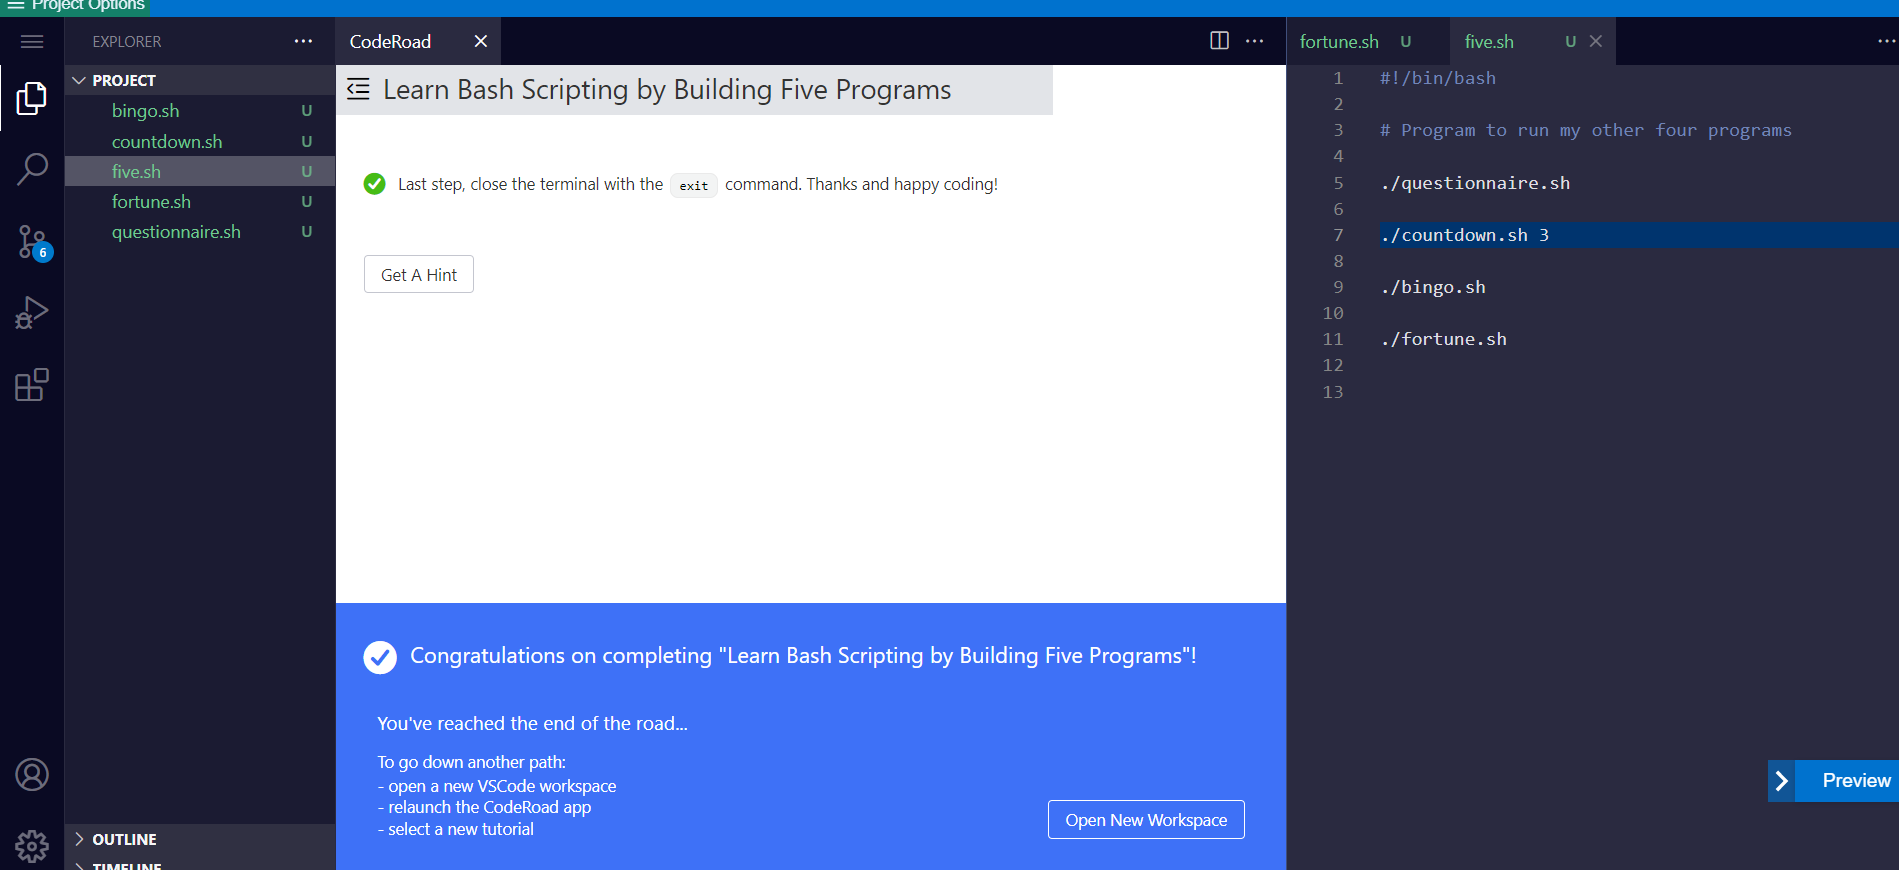 Project Options
EXPLORER
PROJECT
bingo.sh U
countdown.sh U
five.sh U
fortune.sh U
questionnaire.sh U
6
OUTLINE
TIMELINE
CodeRoad
Learn Bash Scripting by Building Five Programs
Last step, close the terminal with the exit command. Thanks and happy coding!
Get A Hint
Congratulations on completing "Learn Bash Scripting by Building Five Programs"!
You've reached the end of the road...
To go down another path:
- open a new VSCode workspace
- relaunch the CodeRoad app
- select a new tutorial
Open New Workspace
fortune.sh U five.sh U
1 #!/bin/bash
2
3 # Program to run my other four programs
4
5 ./questionnaire.sh
6
7 ./countdown.sh 3
8
9 ./bingo.sh
10
11 ./fortune.sh
12
13
Preview